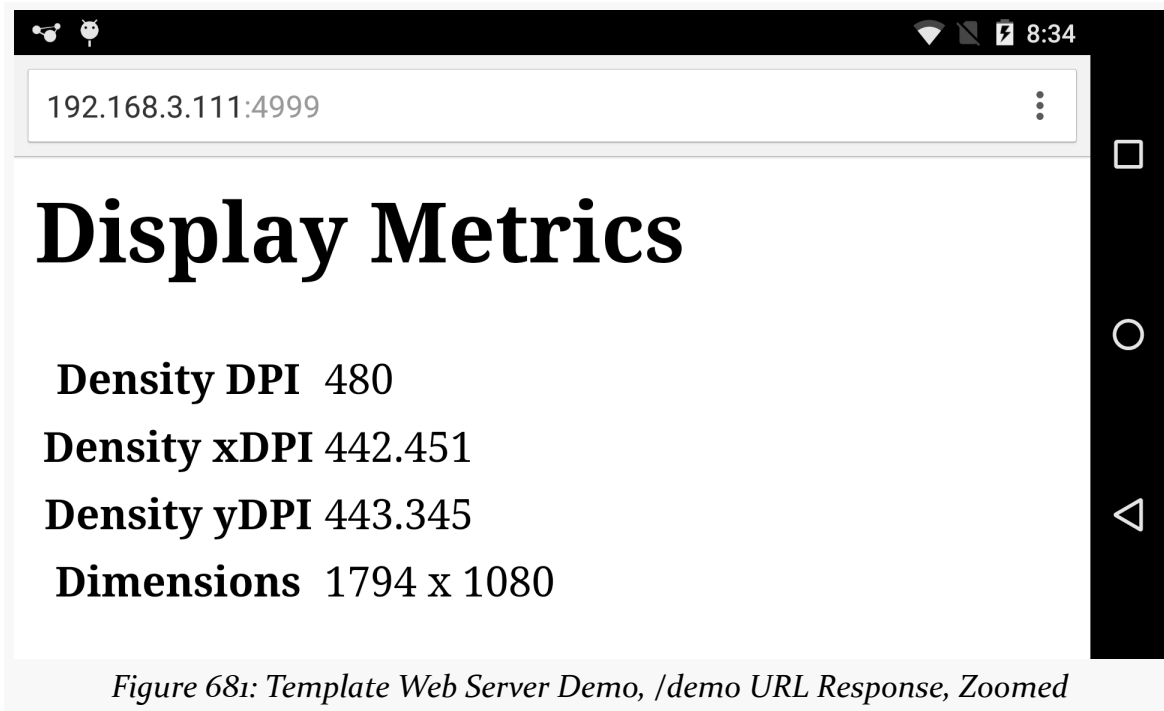 8:34
192.168.3.111:4999
Display Metrics
Density DPI 480
Density xDPI 442.451
Density yDPI 443.345
Dimensions 1794 x 1080
Figure 681: Template Web Server Demo, /demo URL Response, Zoomed